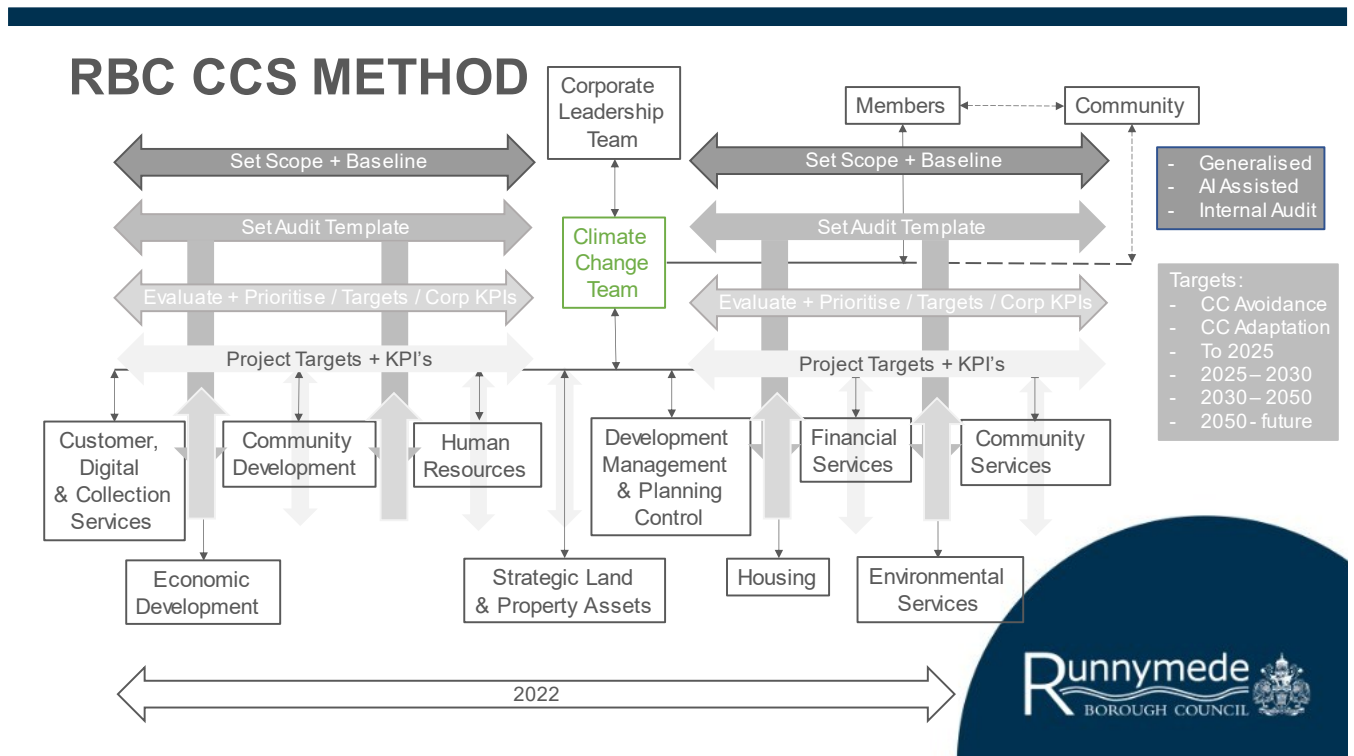 RBC CCS METHOD
Corporate
Leadership
Team
Members
Community
Set Scope + Baseline
Set Scope + Baseline
- Generalised
- AI Assisted
- Internal Audit
Set Audit Template
Set Audit Template
Climate
Change
Team
Evaluate + Prioritise / Targets / Corp KPIs
Evaluate + Prioritise / Targets / Corp KPIs
Targets:
- CC Avoidance
- CC Adaptation
- To 2025
- 2025 – 2030
- 2030 – 2050
- 2050 - future
Project Targets + KPI’s
Project Targets + KPI’s
Customer,
Digital
& Collection
Services
Community
Development
Human
Resources
Development
Management
& Planning
Control
Financial
Services
Community
Services
Economic
Development
Strategic Land
& Property Assets
Housing
Environmental
Services
2022
Runnymede
BOROUGH COUNCIL